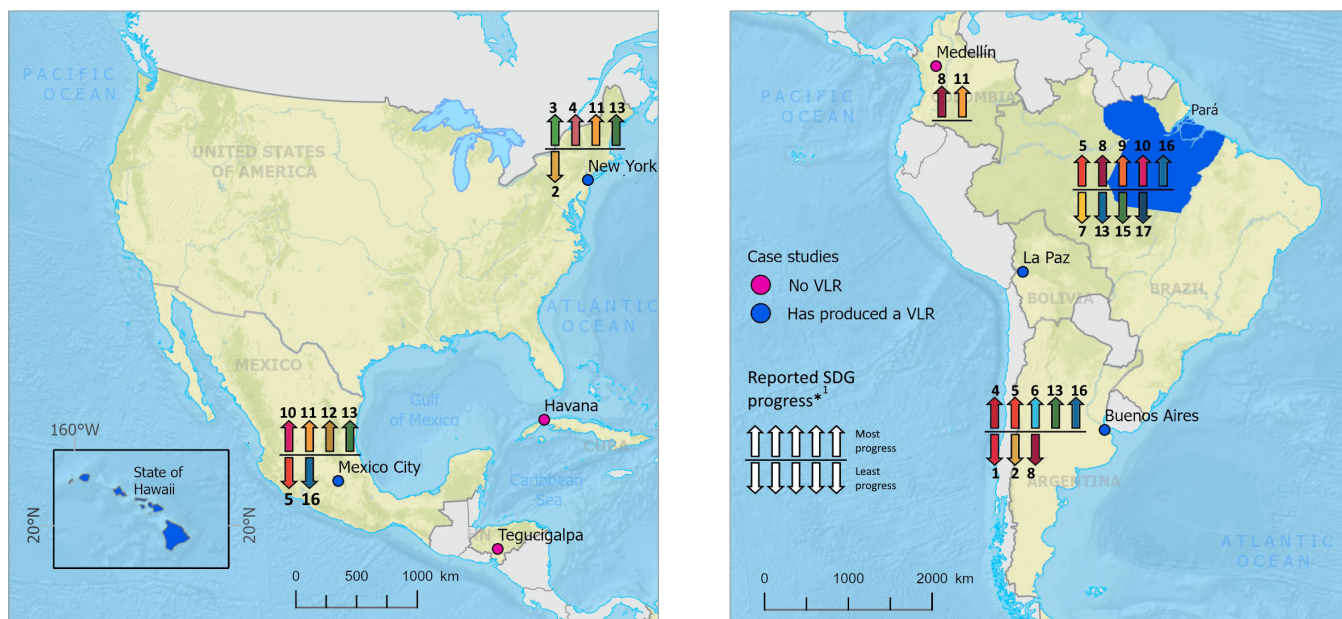 PACIFIC
OCEAN
UNITED STATES
OF AMERICA
3 4 11 13
New York
2
ATLANTIC
OCEAN
MEXICO
Gulf
of Mexico
Havana
CUBA
10 11 12 13
Mexico City
5 16
Caribbean
Sea
Tegucigalpa
160°W
State of
Hawaii
20°N
20°N
0 500 1000 km
Medellín
8 11
COLOMBIA
PACIFIC
OCEAN
Pará
5 8 9 10 16
7 13 15 17
La Paz
BOLIVIA
BRAZIL
Case studies
No VLR
Has produced a VLR
Reported SDG
progress*1
Most
progress
Least
progress
4 5 6 13 16
Buenos Aires
1 2 8
ARGENTINA
ATLANTIC
OCEAN
0 1000 2000 km